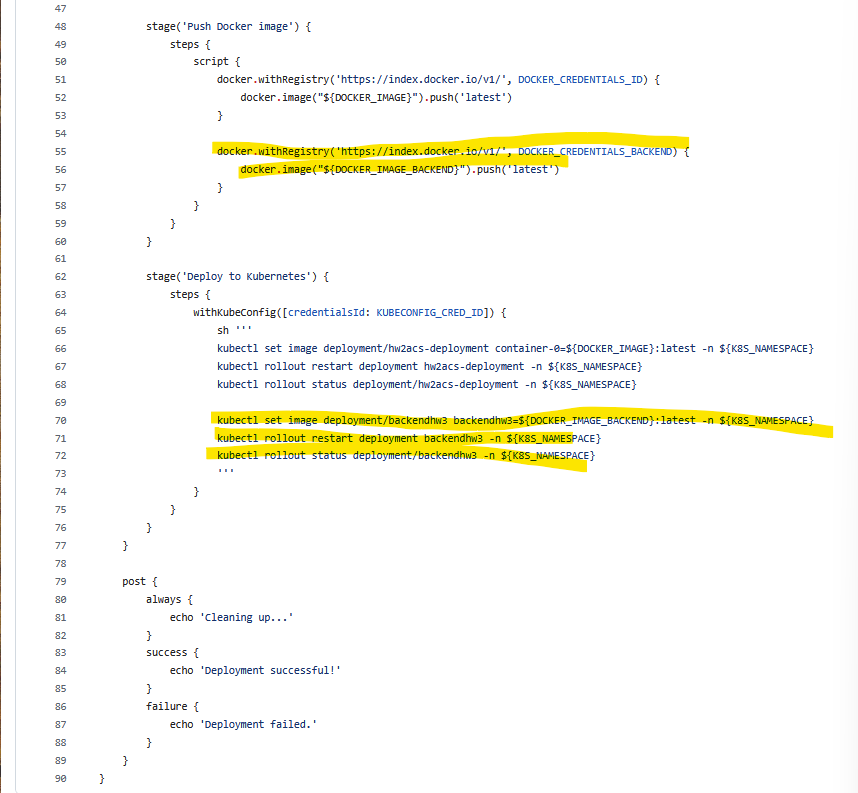 47
48 stage('Push Docker image') {
49 steps {
50 script {
51 docker.withRegistry('https://index.docker.io/v1/', DOCKER_CREDENTIALS_ID) {
52 docker.image("${DOCKER_IMAGE}").push('latest')
53 }
54
55 docker.withRegistry('https://index.docker.io/v1/', DOCKER_CREDENTIALS_BACKEND) {
56 docker.image("${DOCKER_IMAGE_BACKEND}").push('latest')
57 }
58 }
59 }
60 }
61
62 stage('Deploy to Kubernetes') {
63 steps {
64 withKubeConfig([credentialsId: KUBECONFIG_CRED_ID]) {
65 sh '''
66 kubectl set image deployment/hw2acs-deployment container-0=${DOCKER_IMAGE}:latest -n ${K8S_NAMESPACE}
67 kubectl rollout restart deployment hw2acs-deployment -n ${K8S_NAMESPACE}
68 kubectl rollout status deployment/hw2acs-deployment -n ${K8S_NAMESPACE}
69
70 kubectl set image deployment/backendhw3 backendhw3=${DOCKER_IMAGE_BACKEND}:latest -n ${K8S_NAMESPACE}
71 kubectl rollout restart deployment backendhw3 -n ${K8S_NAMESPACE}
72 kubectl rollout status deployment/backendhw3 -n ${K8S_NAMESPACE}
73 '''
74 }
75 }
76 }
77 }
78
79 post {
80 always {
81 echo 'Cleaning up...'
82 }
83 success {
84 echo 'Deployment successful!'
85 }
86 failure {
87 echo 'Deployment failed.'
88 }
89 }
90 }